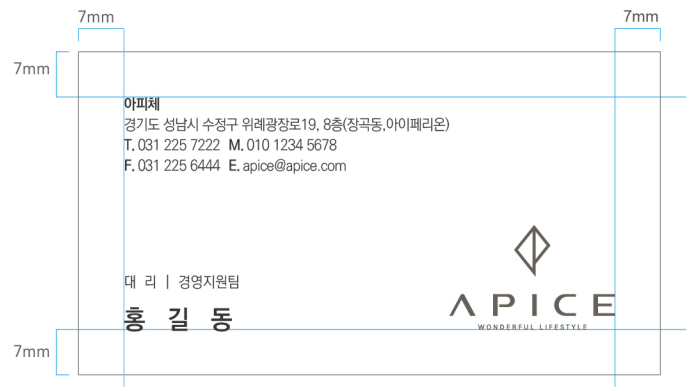 7mm 7mm
7mm
아피체
경기도 성남시 수정구 위례광장로19, 8층(장곡동,아이페리온)
T. 031 225 7222 M. 010 1234 5678
F. 031 225 6444 E. apice@apice.com
대 리 | 경영지원팀
홍 길 동
APICE
WONDERFUL LIFESTYLE
7mm